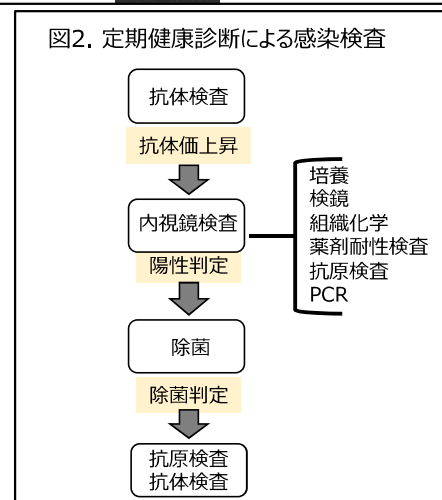 図2. 定期健康診断による感染検査
抗体検査
抗体価上昇
内視鏡検査
陽性判定
除菌
除菌判定
抗原検査
抗体検査
培養
検鏡
組織化学
薬剤耐性検査
抗原検査
PCR